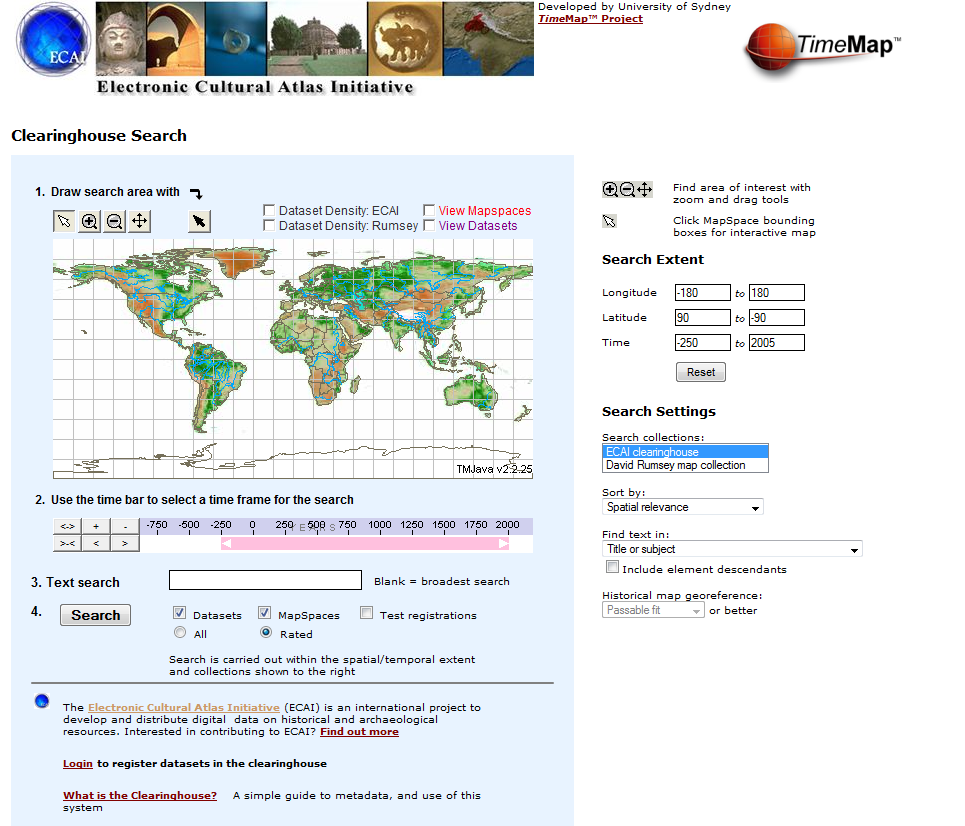 ECAI
Electronic Cultural Atlas Initiative
Developed by University of Sydney
TimeMap™ Project
TimeMap™
Clearinghouse Search
1. Draw search area with
Dataset Density: ECAI
View Mapspaces
Dataset Density: Rumsey
View Datasets
TMJava v2.2.25
2. Use the time bar to select a time frame for the search
<-> + -
>-< < >
-750 -500 -250 0 250 500 750 1000 1250 1500 1750 2000
YEARS
3. Text search
Blank = broadest search
4. Search
Datasets MapSpaces Test registrations
All Rated
Search is carried out within the spatial/temporal extent
and collections shown to the right
The Electronic Cultural Atlas Initiative (ECAI) is an international project to
develop and distribute digital data on historical and archaeological
resources. Interested in contributing to ECAI? Find out more
Login to register datasets in the clearinghouse
What is the Clearinghouse? A simple guide to metadata, and use of this
system
Find area of interest with
zoom and drag tools
Click MapSpace bounding
boxes for interactive map
Search Extent
Longitude -180 to 180
Latitude 90 to -90
Time -250 to 2005
Reset
Search Settings
Search collections:
ECAI clearinghouse
David Rumsey map collection
Sort by:
Spatial relevance
Find text in:
Title or subject
Include element descendants
Historical map georeference:
Passable fit or better